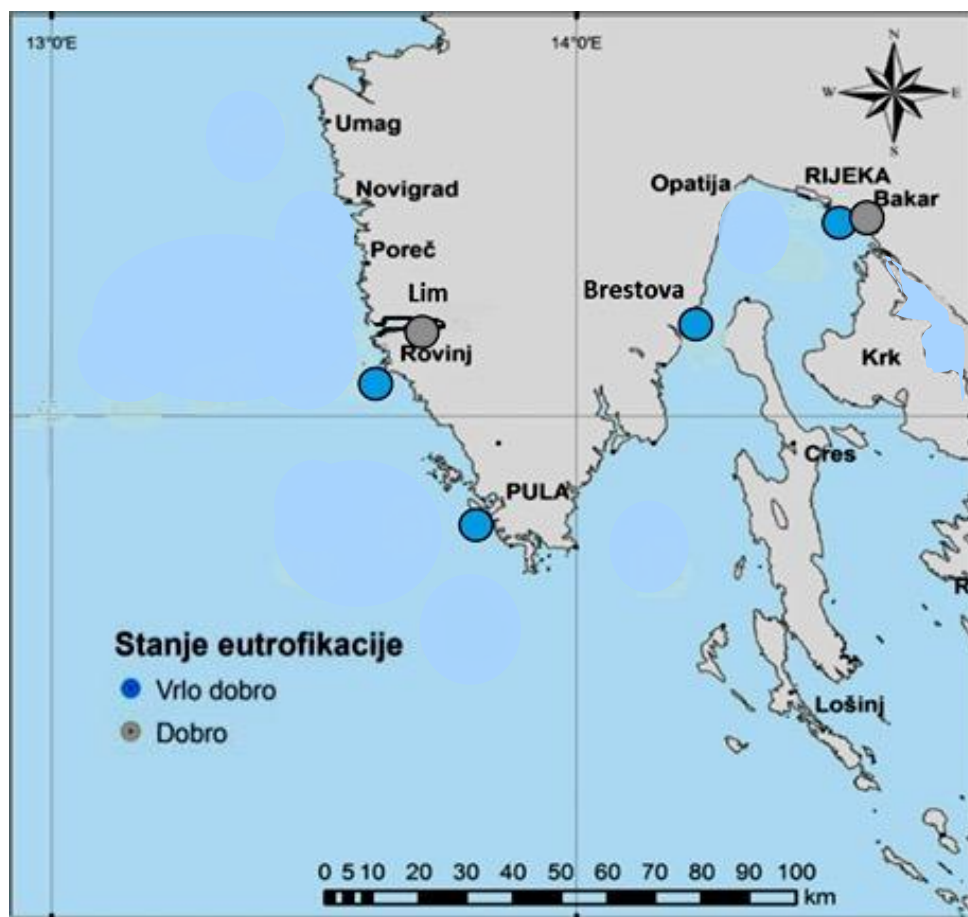 13°0'E
14°0'E
N
W
E
S
Umag
Novigrad
Opatija
RIJEKA
Bakar
Poreč
Lim
Brestova
Rovinj
Krk
Cres
PULA
R
Stanje eutrofikacije
Vrlo dobro
Dobro
Lošinj
0 5 10 20 30 40 50 60 70 80 90 100
km